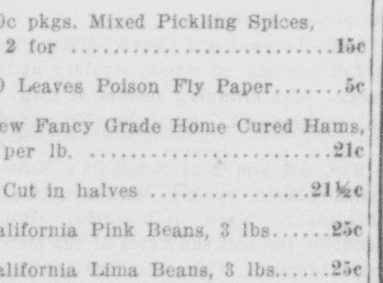 0c pkgs. Mixed Pickling Spices,
2 for ..............................15c
0 Leaves Poison Fly Paper.......5c
ew Fancy Grade Home Cured Hams,
per lb. ............................21c
Cut in halves ................21½c
alifornia Pink Beans, 3 lbs......25c
alifornia Lima Beans, 3 lbs......25c